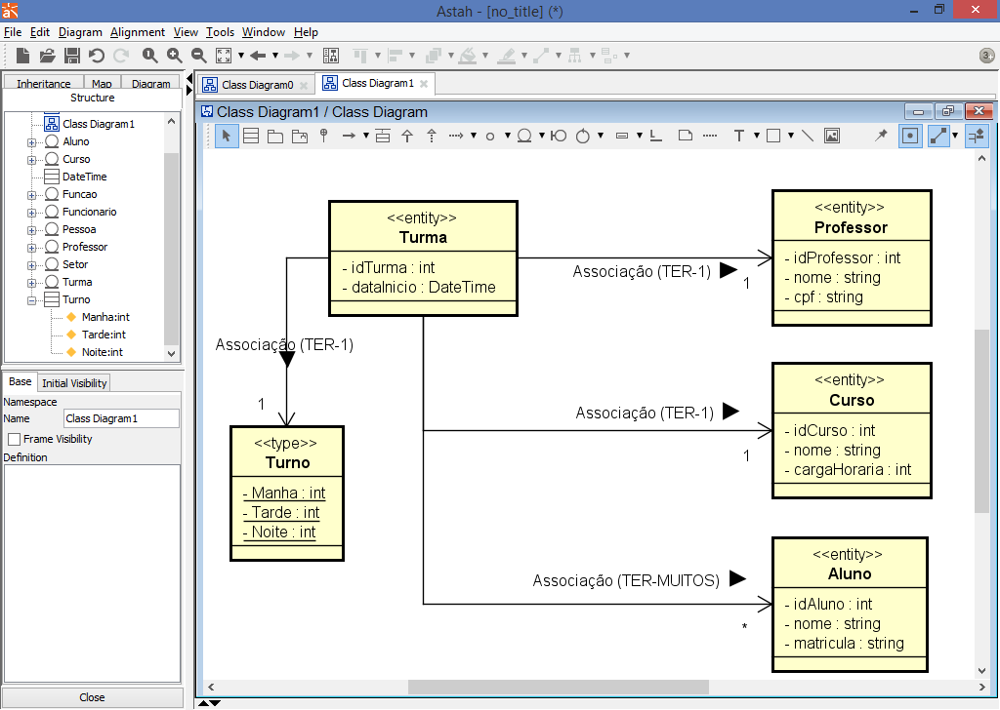 Astah - [no_title] (*)
File Edit Diagram Alignment View Tools Window Help
3
Inheritance Map Diagram
Structure
Class Diagram1
Aluno
Curso
DateTime
Funcao
Funcionario
Pessoa
Professor
Setor
Turma
Turno
Manha:int
Tarde:int
Noite:int
Base Initial Visibility
Namespace
Name Class Diagram1
Frame Visibility
Definition
Close
Class Diagram0 Class Diagram1
Class Diagram1 / Class Diagram
<<entity>>
Turma
- idTurma : int
- dataInicio : DateTime
<<entity>>
Professor
- idProfessor : int
- nome : string
- cpf : string
Associação (TER-1)
1
Associação (TER-1)
1
<<type>>
Turno
- Manha : int
- Tarde : int
- Noite : int
Associação (TER-1)
1
<<entity>>
Curso
- idCurso : int
- nome : string
- cargaHoraria : int
Associação (TER-MUITOS)
*
<<entity>>
Aluno
- idAluno : int
- nome : string
- matricula : string